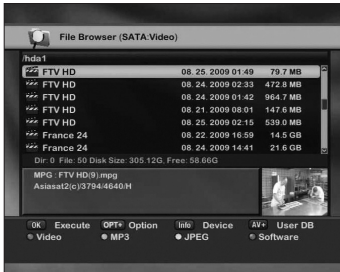 File Browser (SATA:Video)
/hda1
FTV HD 08. 25. 2009 01:49 79.7 MB
FTV HD 08. 24. 2009 02:33 472.8 MB
FTV HD 08. 24. 2009 01:42 964.7 MB
FTV HD 08. 21. 2009 08:01 147.6 MB
FTV HD 08. 25. 2009 02:15 539.0 MB
France 24 08. 22. 2009 16:59 14.5 GB
France 24 08. 24. 2009 14:41 21.6 GB
Dir: 0 File: 50 Disk Size: 305.12G, Free: 58.66G
MPG : FTV HD(9).mpg
Asiasat2(c)/3794/4640/H
OK Execute OPT+ Option Info Device AV+ User DB
Video MP3 JPEG Software